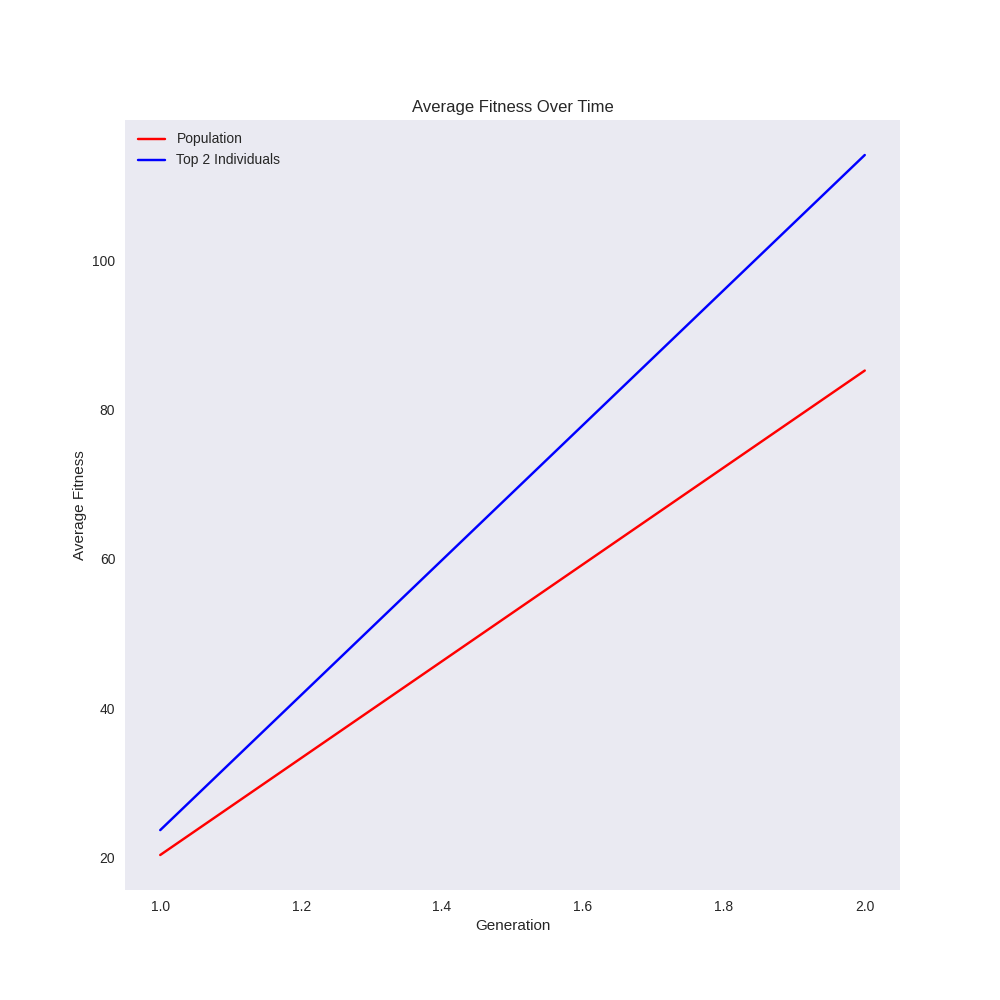 Average Fitness Over Time
Population
Top 2 Individuals
100
80
60
40
20
Average Fitness
1.0 1.2 1.4 1.6 1.8 2.0
Generation